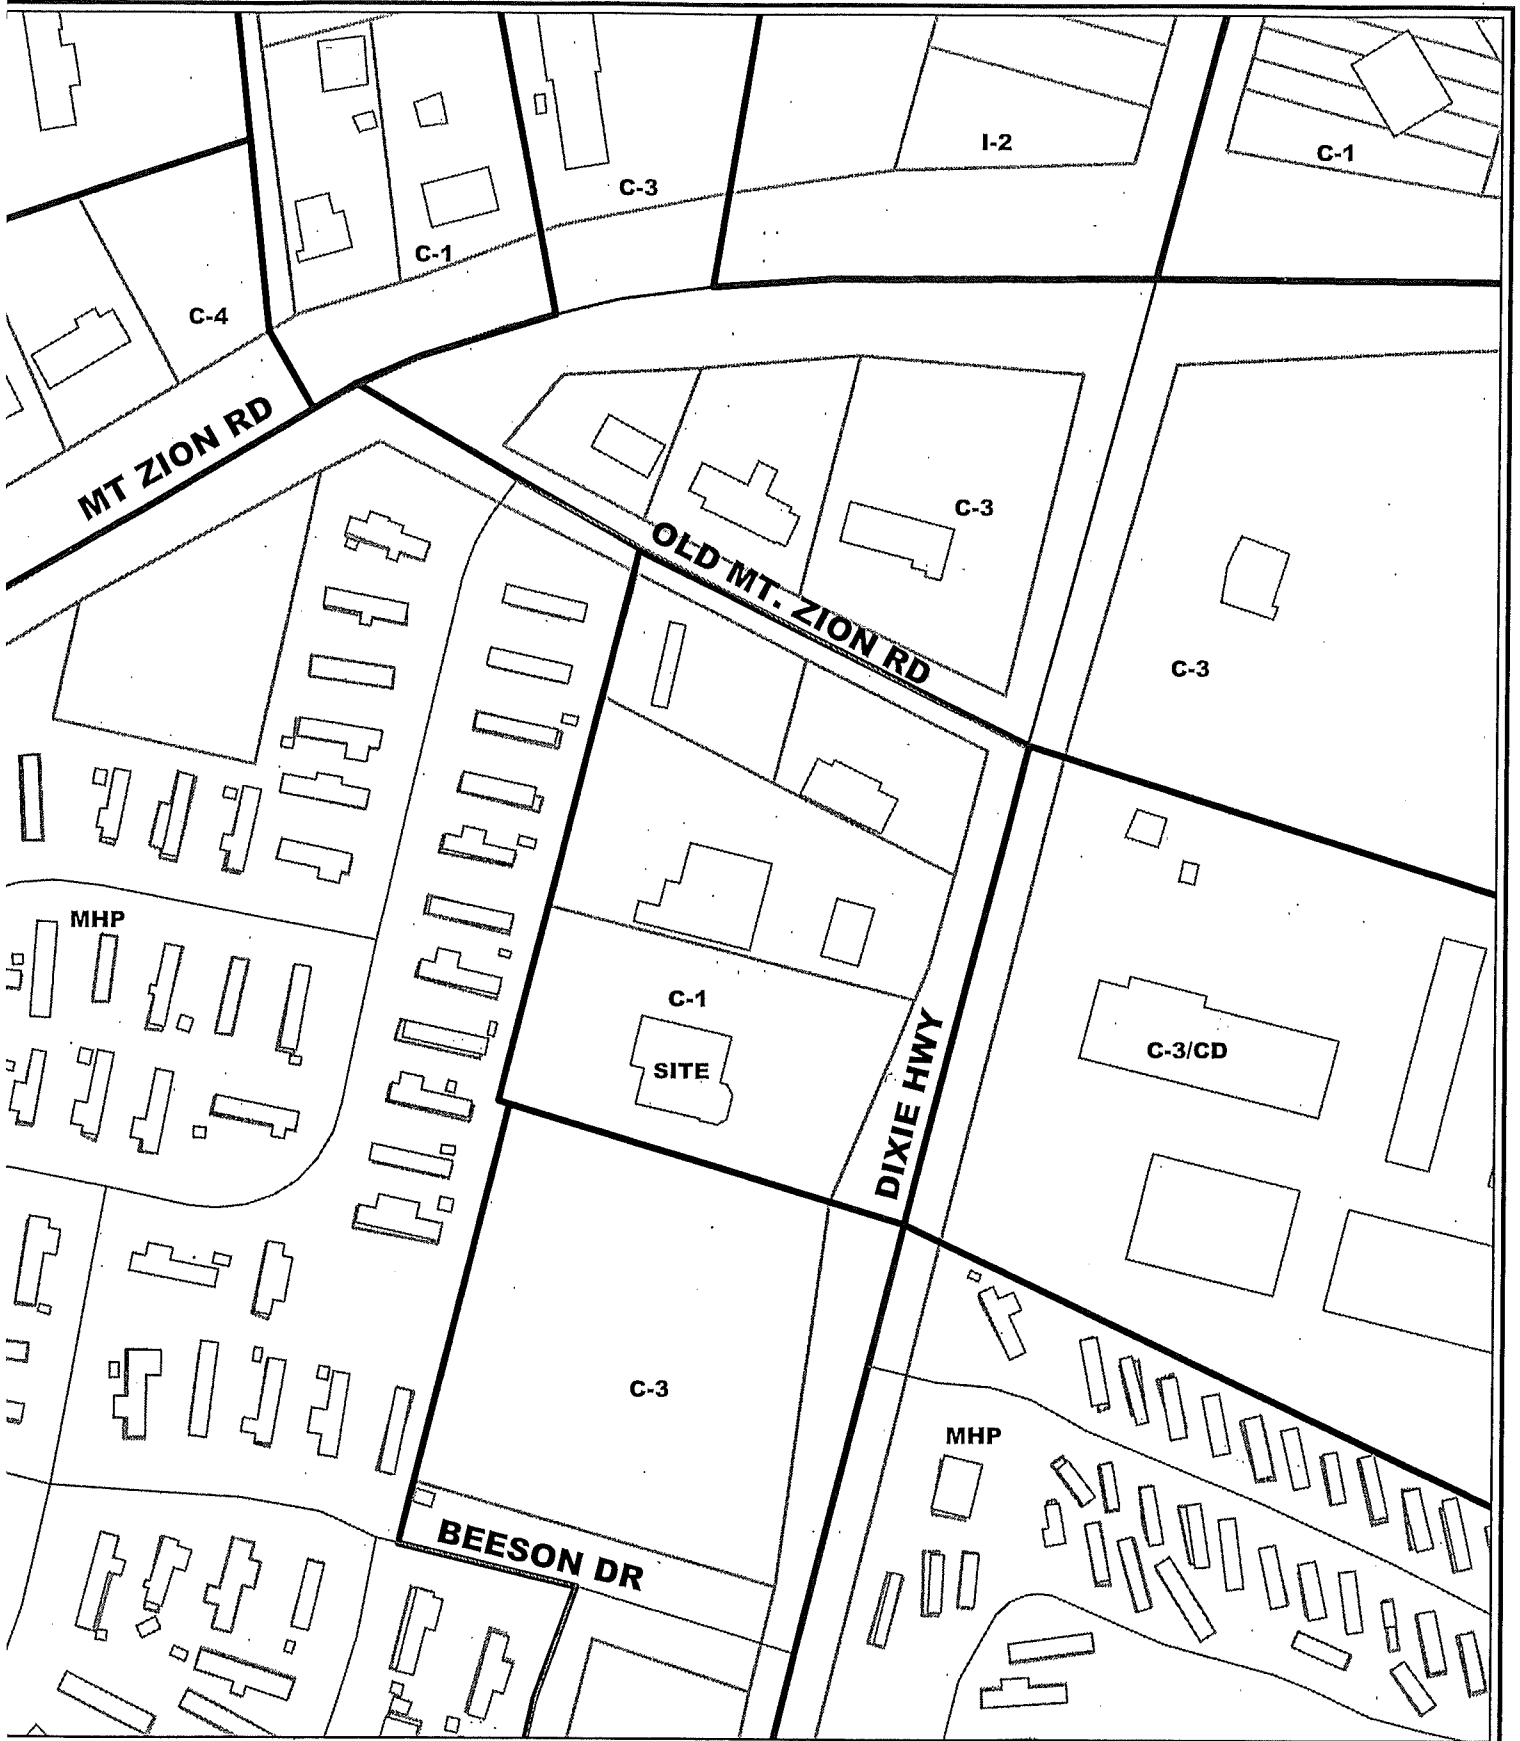 I-2
C-1
C-3
C-1
C-4
MT ZION RD
C-3
OLD MT. ZION RD
C-3
MHP
C-1
C-3/CD
SITE
DIXIE HWY
C-3
MHP
BEESON DR